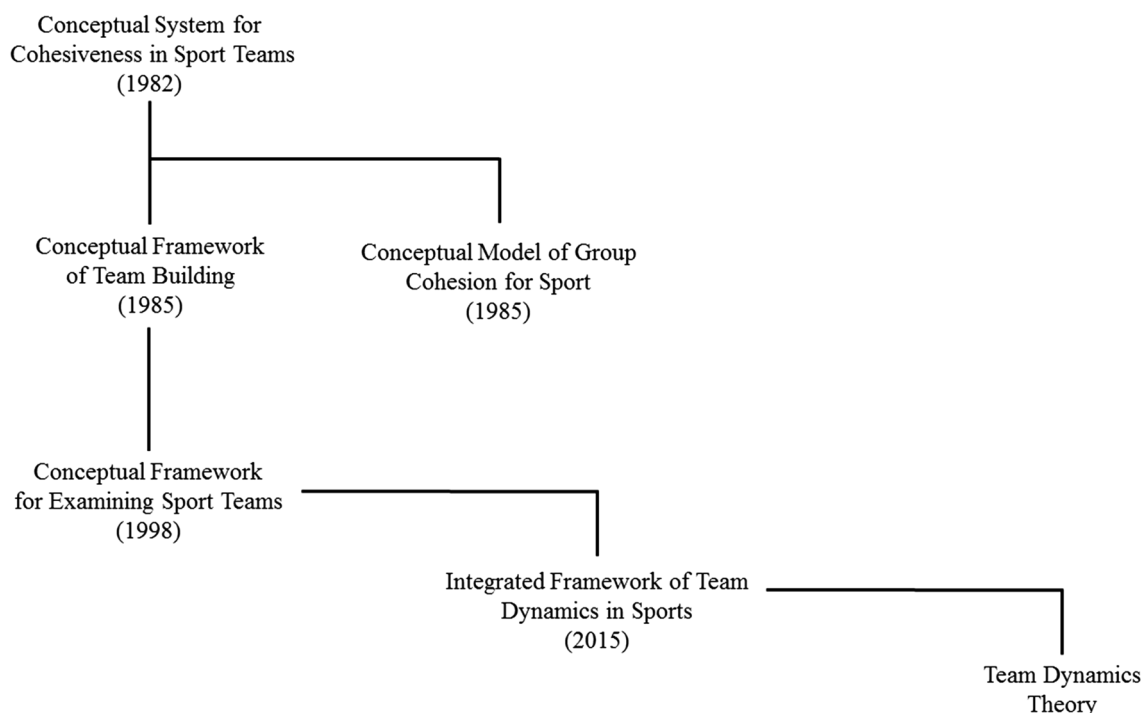 Conceptual System for
Cohesiveness in Sport Teams
(1982)
Conceptual Framework
of Team Building
(1985)
Conceptual Model of Group
Cohesion for Sport
(1985)
Conceptual Framework
for Examining Sport Teams
(1998)
Integrated Framework of Team
Dynamics in Sports
(2015)
Team Dynamics
Theory